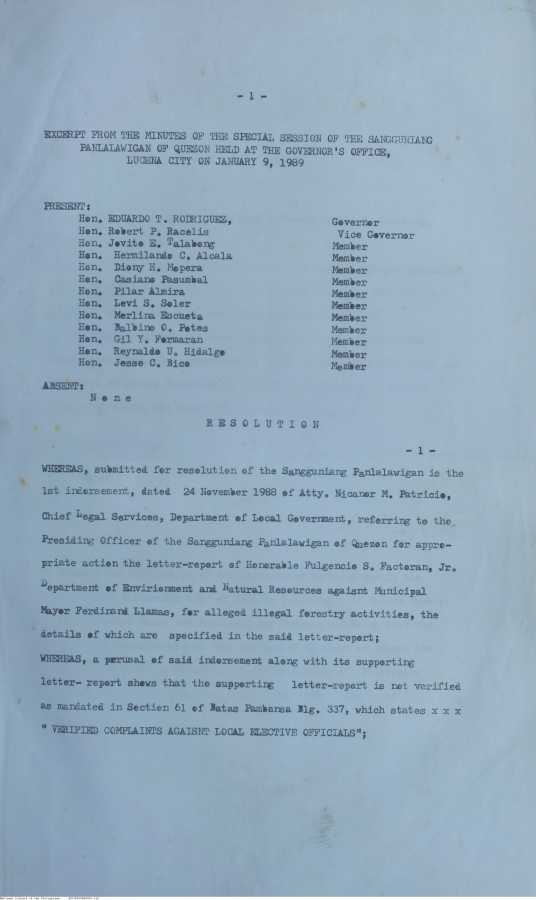 - 1 -
EXCERPT FROM THE MINUTES OF THE SPECIAL SESSION OF THE SANGGUNIANG
PANLALAWIGAN OF QUEZON HELD AT THE GOVERNOR'S OFFICE,
LUCENA CITY ON JANUARY 9, 1989
PRESENT:
Hon. EDUARDO T. RODRIGUEZ, Governor
Hon. Robert P. Racelis Vice Governor
Hon. Jovito E. Talabong Member
Hon. Hermilando C. Alcala Member
Hon. Diony H. Mopera Member
Hon. Casiano Pasumbal Member
Hon. Pilar Almira Member
Hon. Levi S. Soler Member
Hon. Merlina Escueta Member
Hon. Balbino O. Potes Member
Hon. Gil Y. Formaran Member
Hon. Reynaldo U. Hidalgo Member
Hon. Jesse C. Bico Member
ABSENT:
N o n e
R E S O L U T I O N
- 1 -
WHEREAS, submitted for resolution of the Sangguniang Panlalawigan is the
1st indorsement, dated 24 November 1988 of Atty. Nicanor M. Patricio,
Chief Legal Services, Department of Local Government, referring to the
Presiding Officer of the Sangguniang Panlalawigan of Quezon for appro-
priate action the letter-report of Honorable Fulgencio S. Factoran, Jr.
Department of Envirionment and Natural Resources agaisnt Municipal
Mayor Ferdinand Llamas, for alleged illegal forestry activities, the
details of which are specified in the said letter-report;
WHEREAS, a perusal of said indorsement along with its supporting
letter- report shows that the supporting letter-report is not verified
as mandated in Section 61 of Batas Pambansa Blg. 337, which states x x x
" VERIFIED COMPLAINTS AGAISNT LOCAL ELECTIVE OFFICIALS";